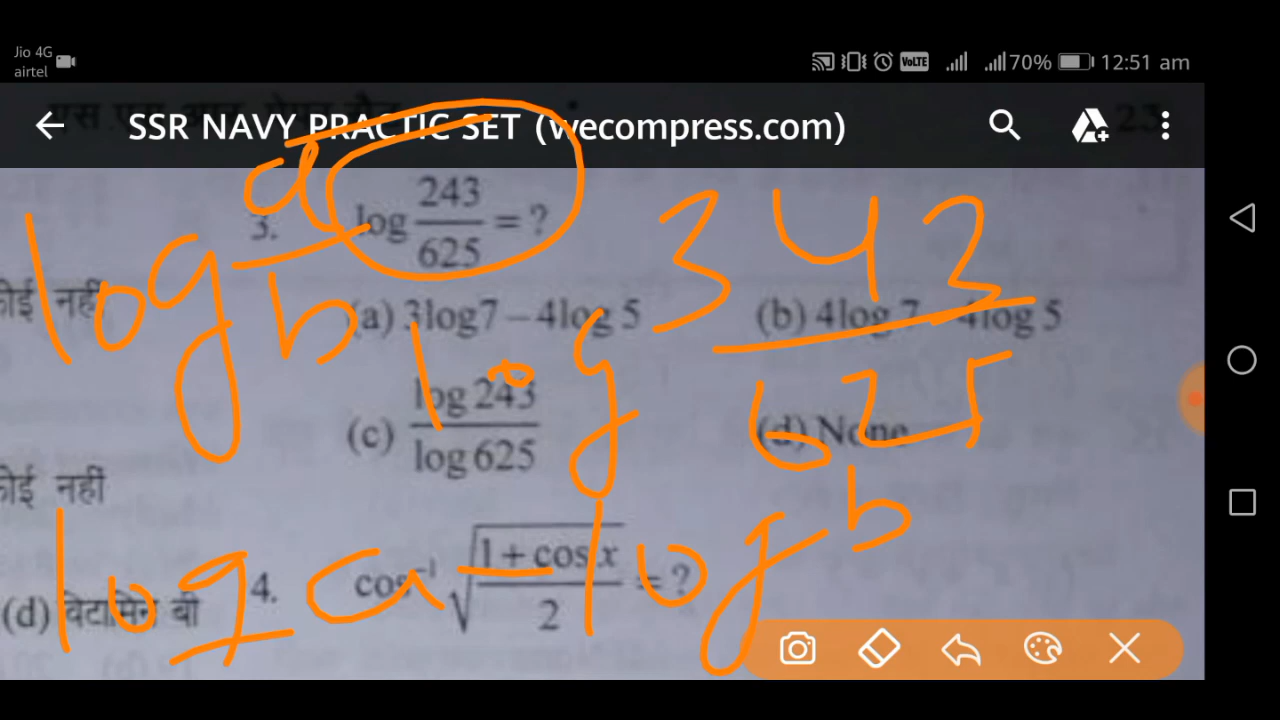 Jio 4G
airtel
VoLTE 70% 12:51 am
SSR NAVY PRACTIC SET (wecompress.com)
23
3. log 243/625 = ?
log a/b
log 343/625
ोई नहीं
(a) 3log7 – 4log 5 (b) 4log 7 – 4log 5
(c) log 243/log 625 (d) None
ोई नहीं
log a – log b
4. cos⁻¹ √(1 + cos x/2) = ?
(d) विटामिन बी